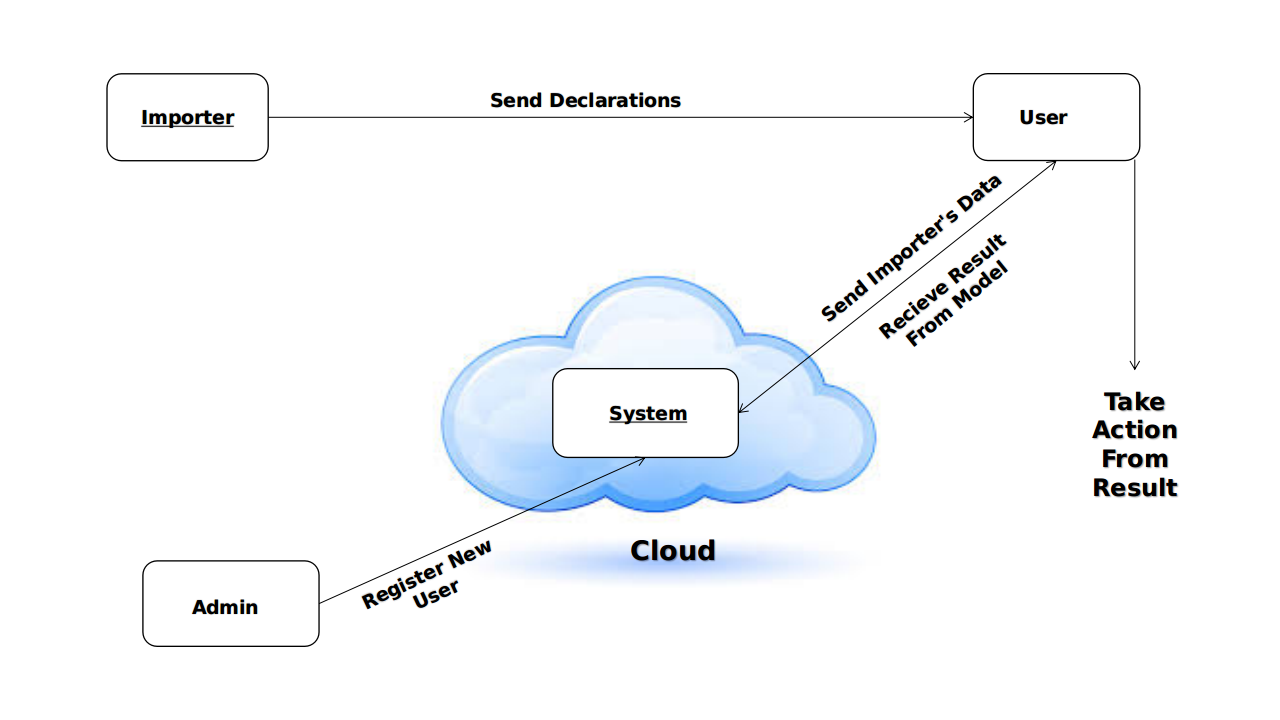 Send Declarations
Importer
User
Send Importer's Data
Recieve Result
From Model
Take
Action
From
Result
System
Cloud
Register New
User
Admin